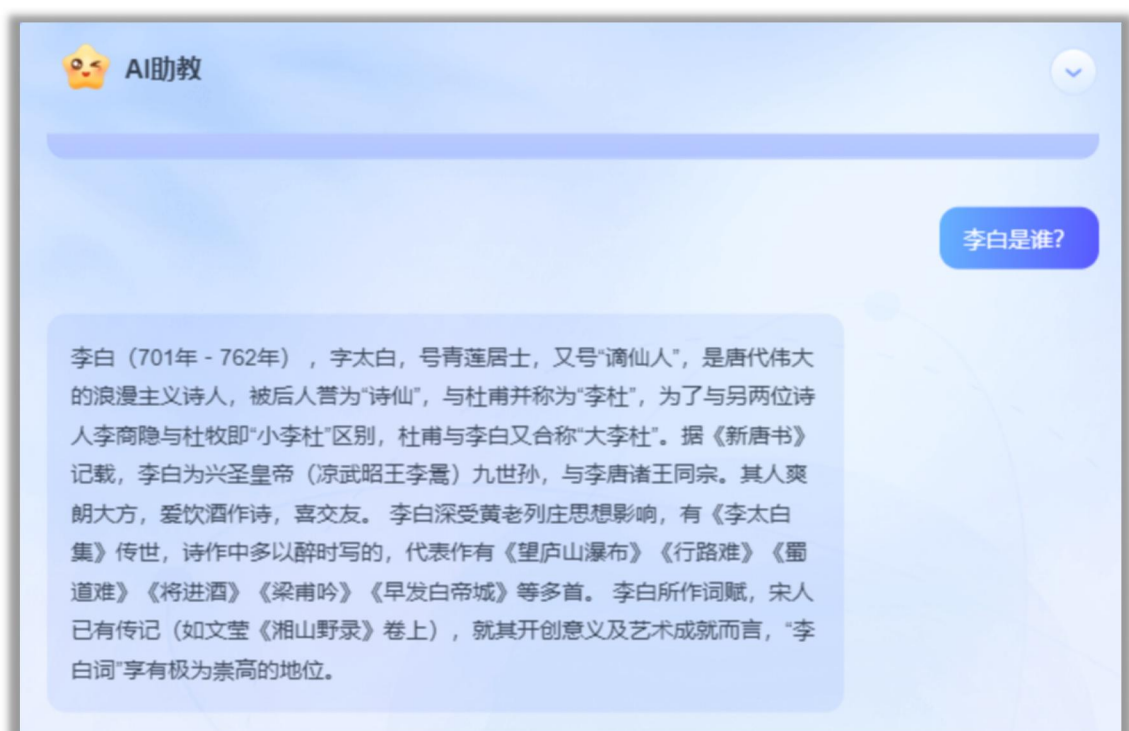 AI助教
李白是谁?
李白（701年 - 762年），字太白，号青莲居士，又号“谪仙人”，是唐代伟大
的浪漫主义诗人，被后人誉为“诗仙”，与杜甫并称为“李杜”，为了与另两位诗
人李商隐与杜牧即“小李杜”区别，杜甫与李白又合称“大李杜”。据《新唐书》
记载，李白为兴圣皇帝（凉武昭王李暠）九世孙，与李唐诸王同宗。其人爽
朗大方，爱饮酒作诗，喜交友。 李白深受黄老列庄思想影响，有《李太白
集》传世，诗作中多以醉时写的，代表作有《望庐山瀑布》《行路难》《蜀
道难》《将进酒》《梁甫吟》《早发白帝城》等多首。 李白所作词赋，宋人
已有传记（如文莹《湘山野录》卷上），就其开创意义及艺术成就而言，“李
白词”享有极为崇高的地位。